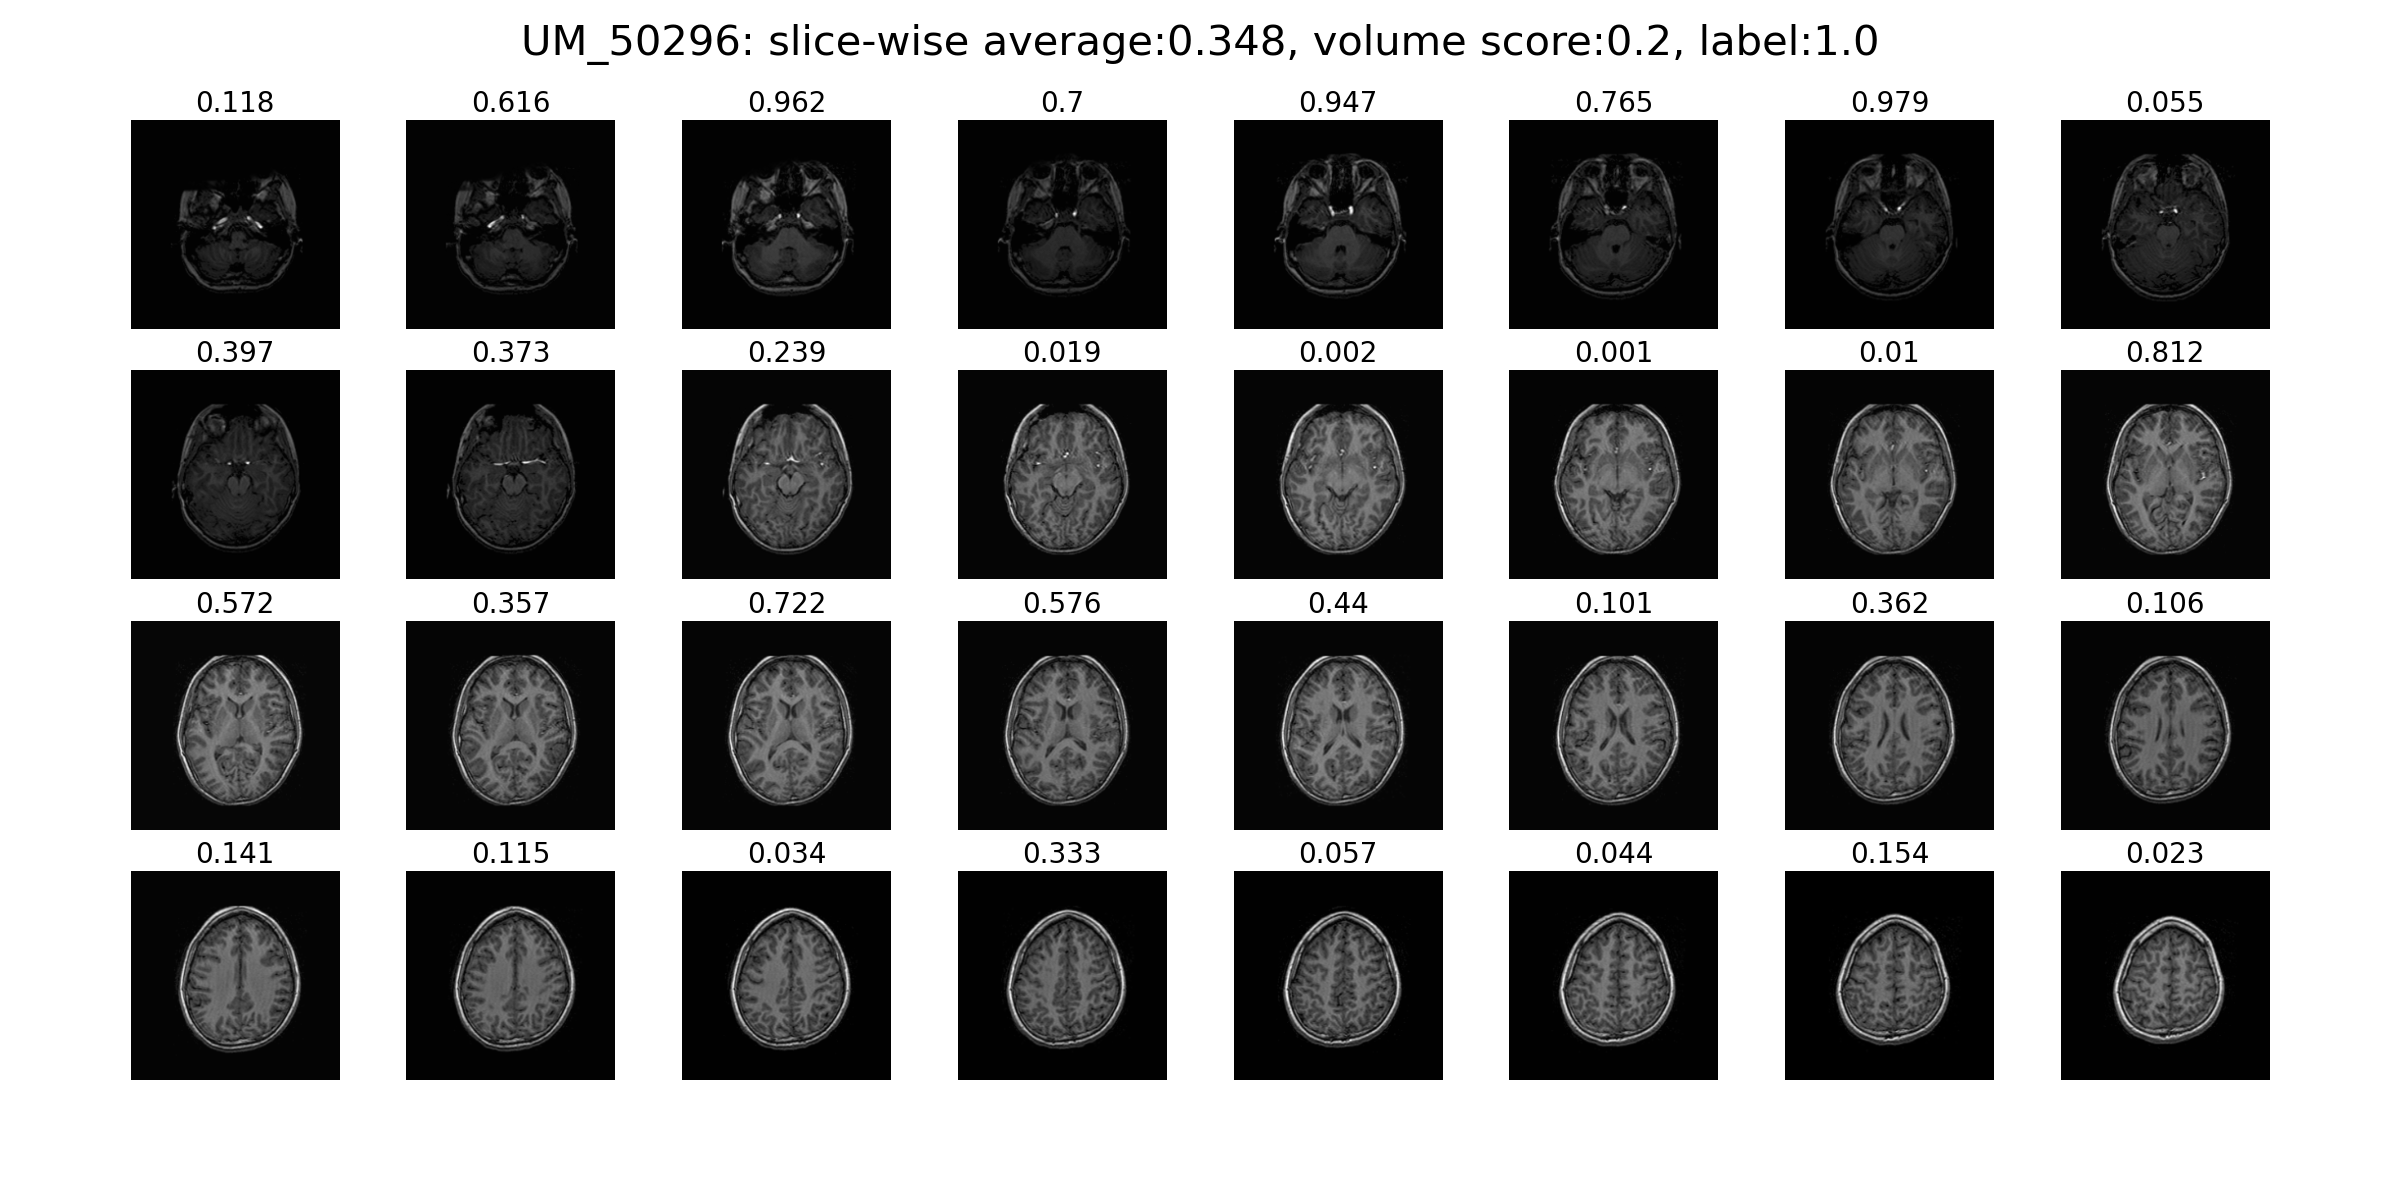 UM_50296: slice-wise average:0.348, volume score:0.2, label:1.0
0.118 0.616 0.962 0.7 0.947 0.765 0.979 0.055
0.397 0.373 0.239 0.019 0.002 0.001 0.01 0.812
0.572 0.357 0.722 0.576 0.44 0.101 0.362 0.106
0.141 0.115 0.034 0.333 0.057 0.044 0.154 0.023